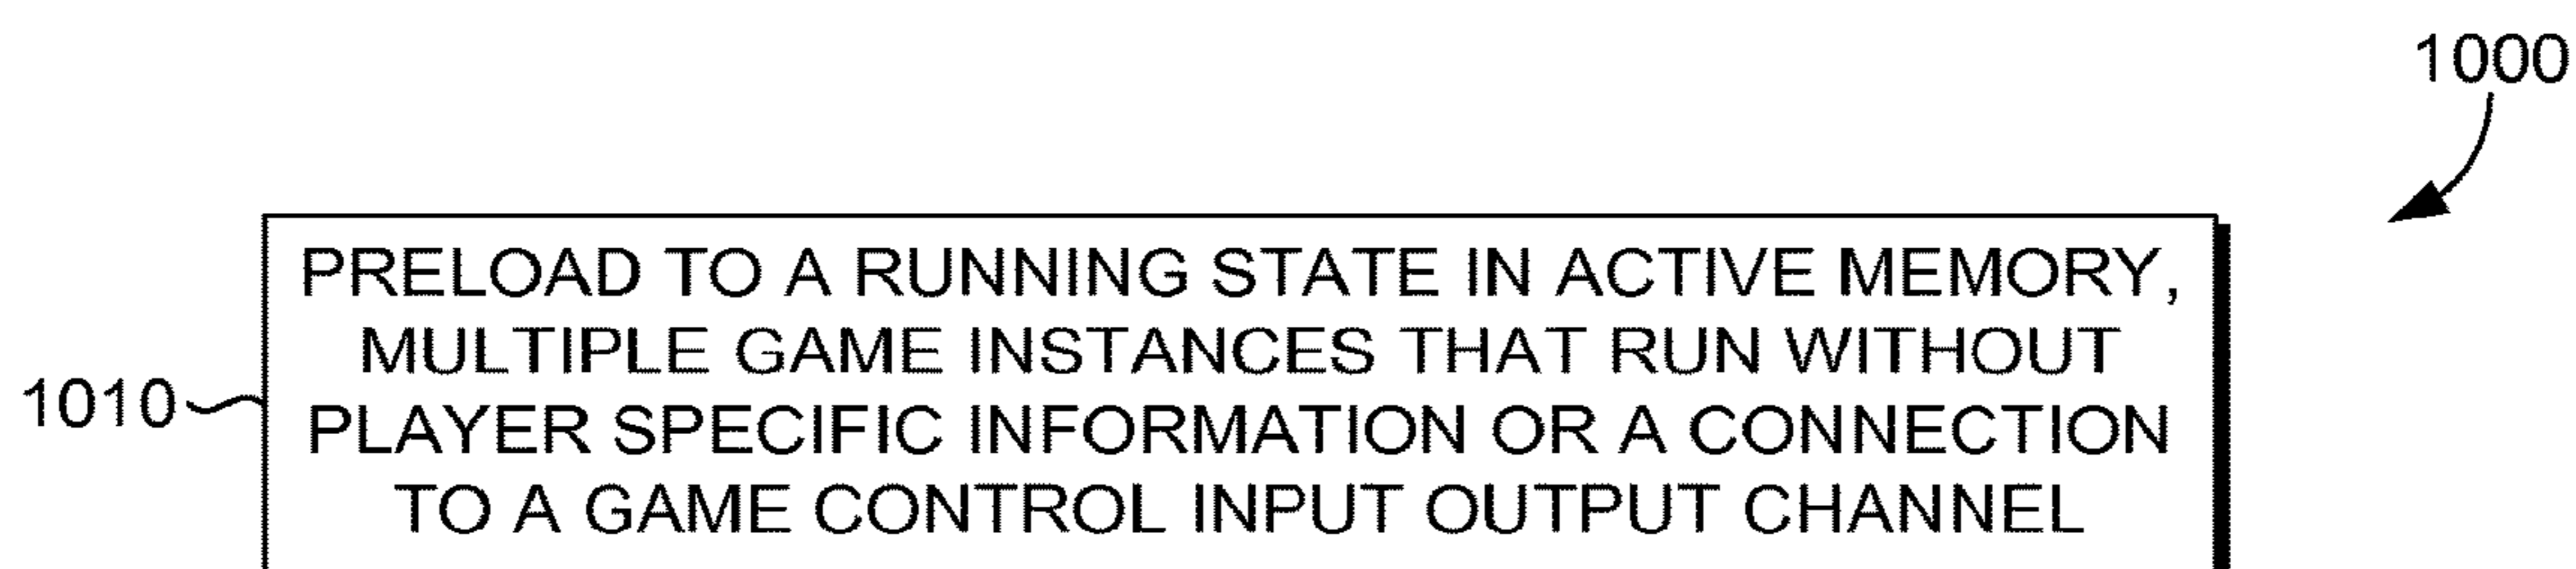 1000
PRELOAD TO A RUNNING STATE IN ACTIVE MEMORY,
MULTIPLE GAME INSTANCES THAT RUN WITHOUT
1010
PLAYER SPECIFIC INFORMATION OR A CONNECTION
TO A GAME CONTROL INPUT OUTPUT CHANNEL